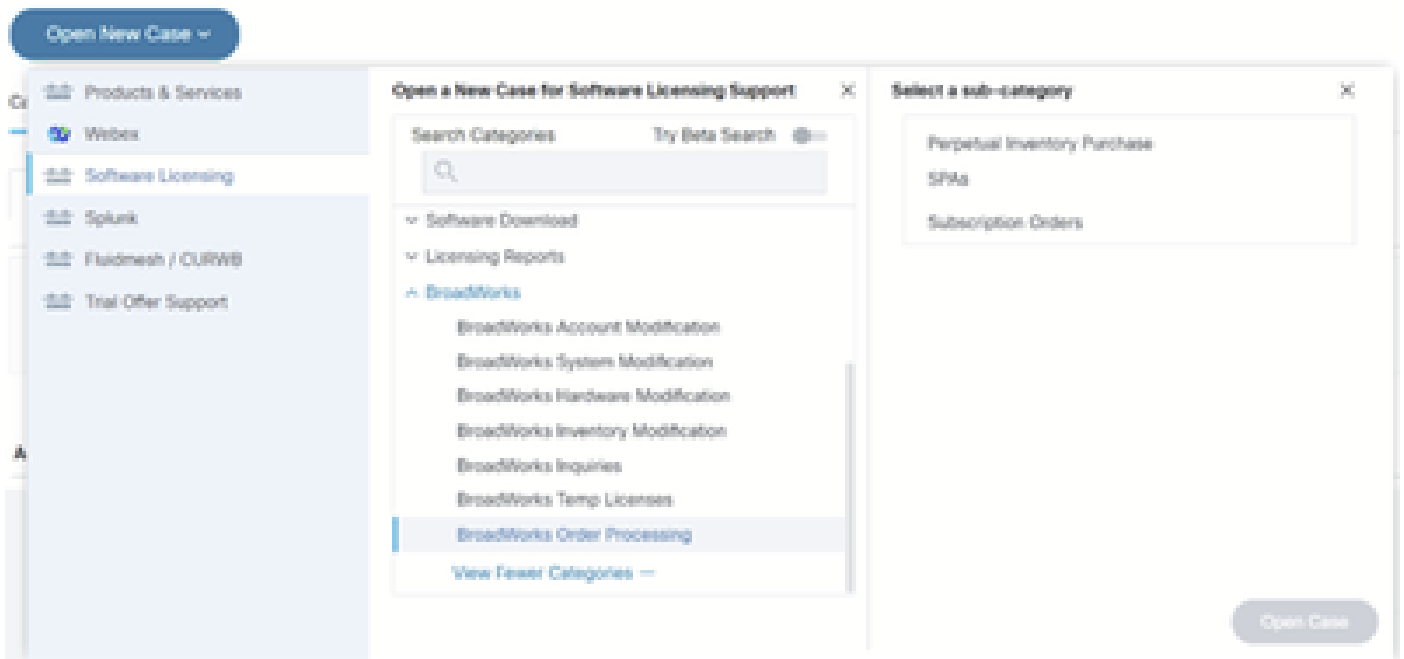 Open New Case
Products & Services
Webex
Software Licensing
Splunk
Fluidmesh / CURWB
Trial Offer Support
Open a New Case for Software Licensing Support
Search Categories
Try Beta Search
Software Download
Licensing Reports
BroadWorks
BroadWorks Account Modification
BroadWorks System Modification
BroadWorks Hardware Modification
BroadWorks Inventory Modification
BroadWorks Inquiries
BroadWorks Temp Licenses
BroadWorks Order Processing
View Fewer Categories
Select a sub-category
Perpetual Inventory Purchase
SPAs
Subscription Orders
Open Case